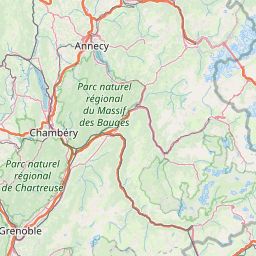 Annecy
Parc naturel
régional
du Massif
des Bauges
Chambéry
Parc naturel
régional
de Chartreuse
Grenoble